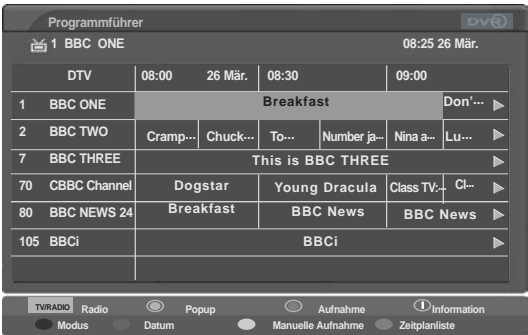 Programmführer DVR
1 BBC ONE 08:25 26 Mär.
DTV 08:00 26 Mär. 08:30 09:00
1 BBC ONE Breakfast Don'...
2 BBC TWO Cramp... Chuck... To... Number ja... Nina a... Lu...
7 BBC THREE This is BBC THREE
70 CBBC Channel Dogstar Young Dracula Class TV:... Cl...
80 BBC NEWS 24 Breakfast BBC News BBC News
105 BBCi BBCi
TV/RADIO Radio Popup Aufnahme Information
Modus Datum Manuelle Aufnahme Zeitplanliste